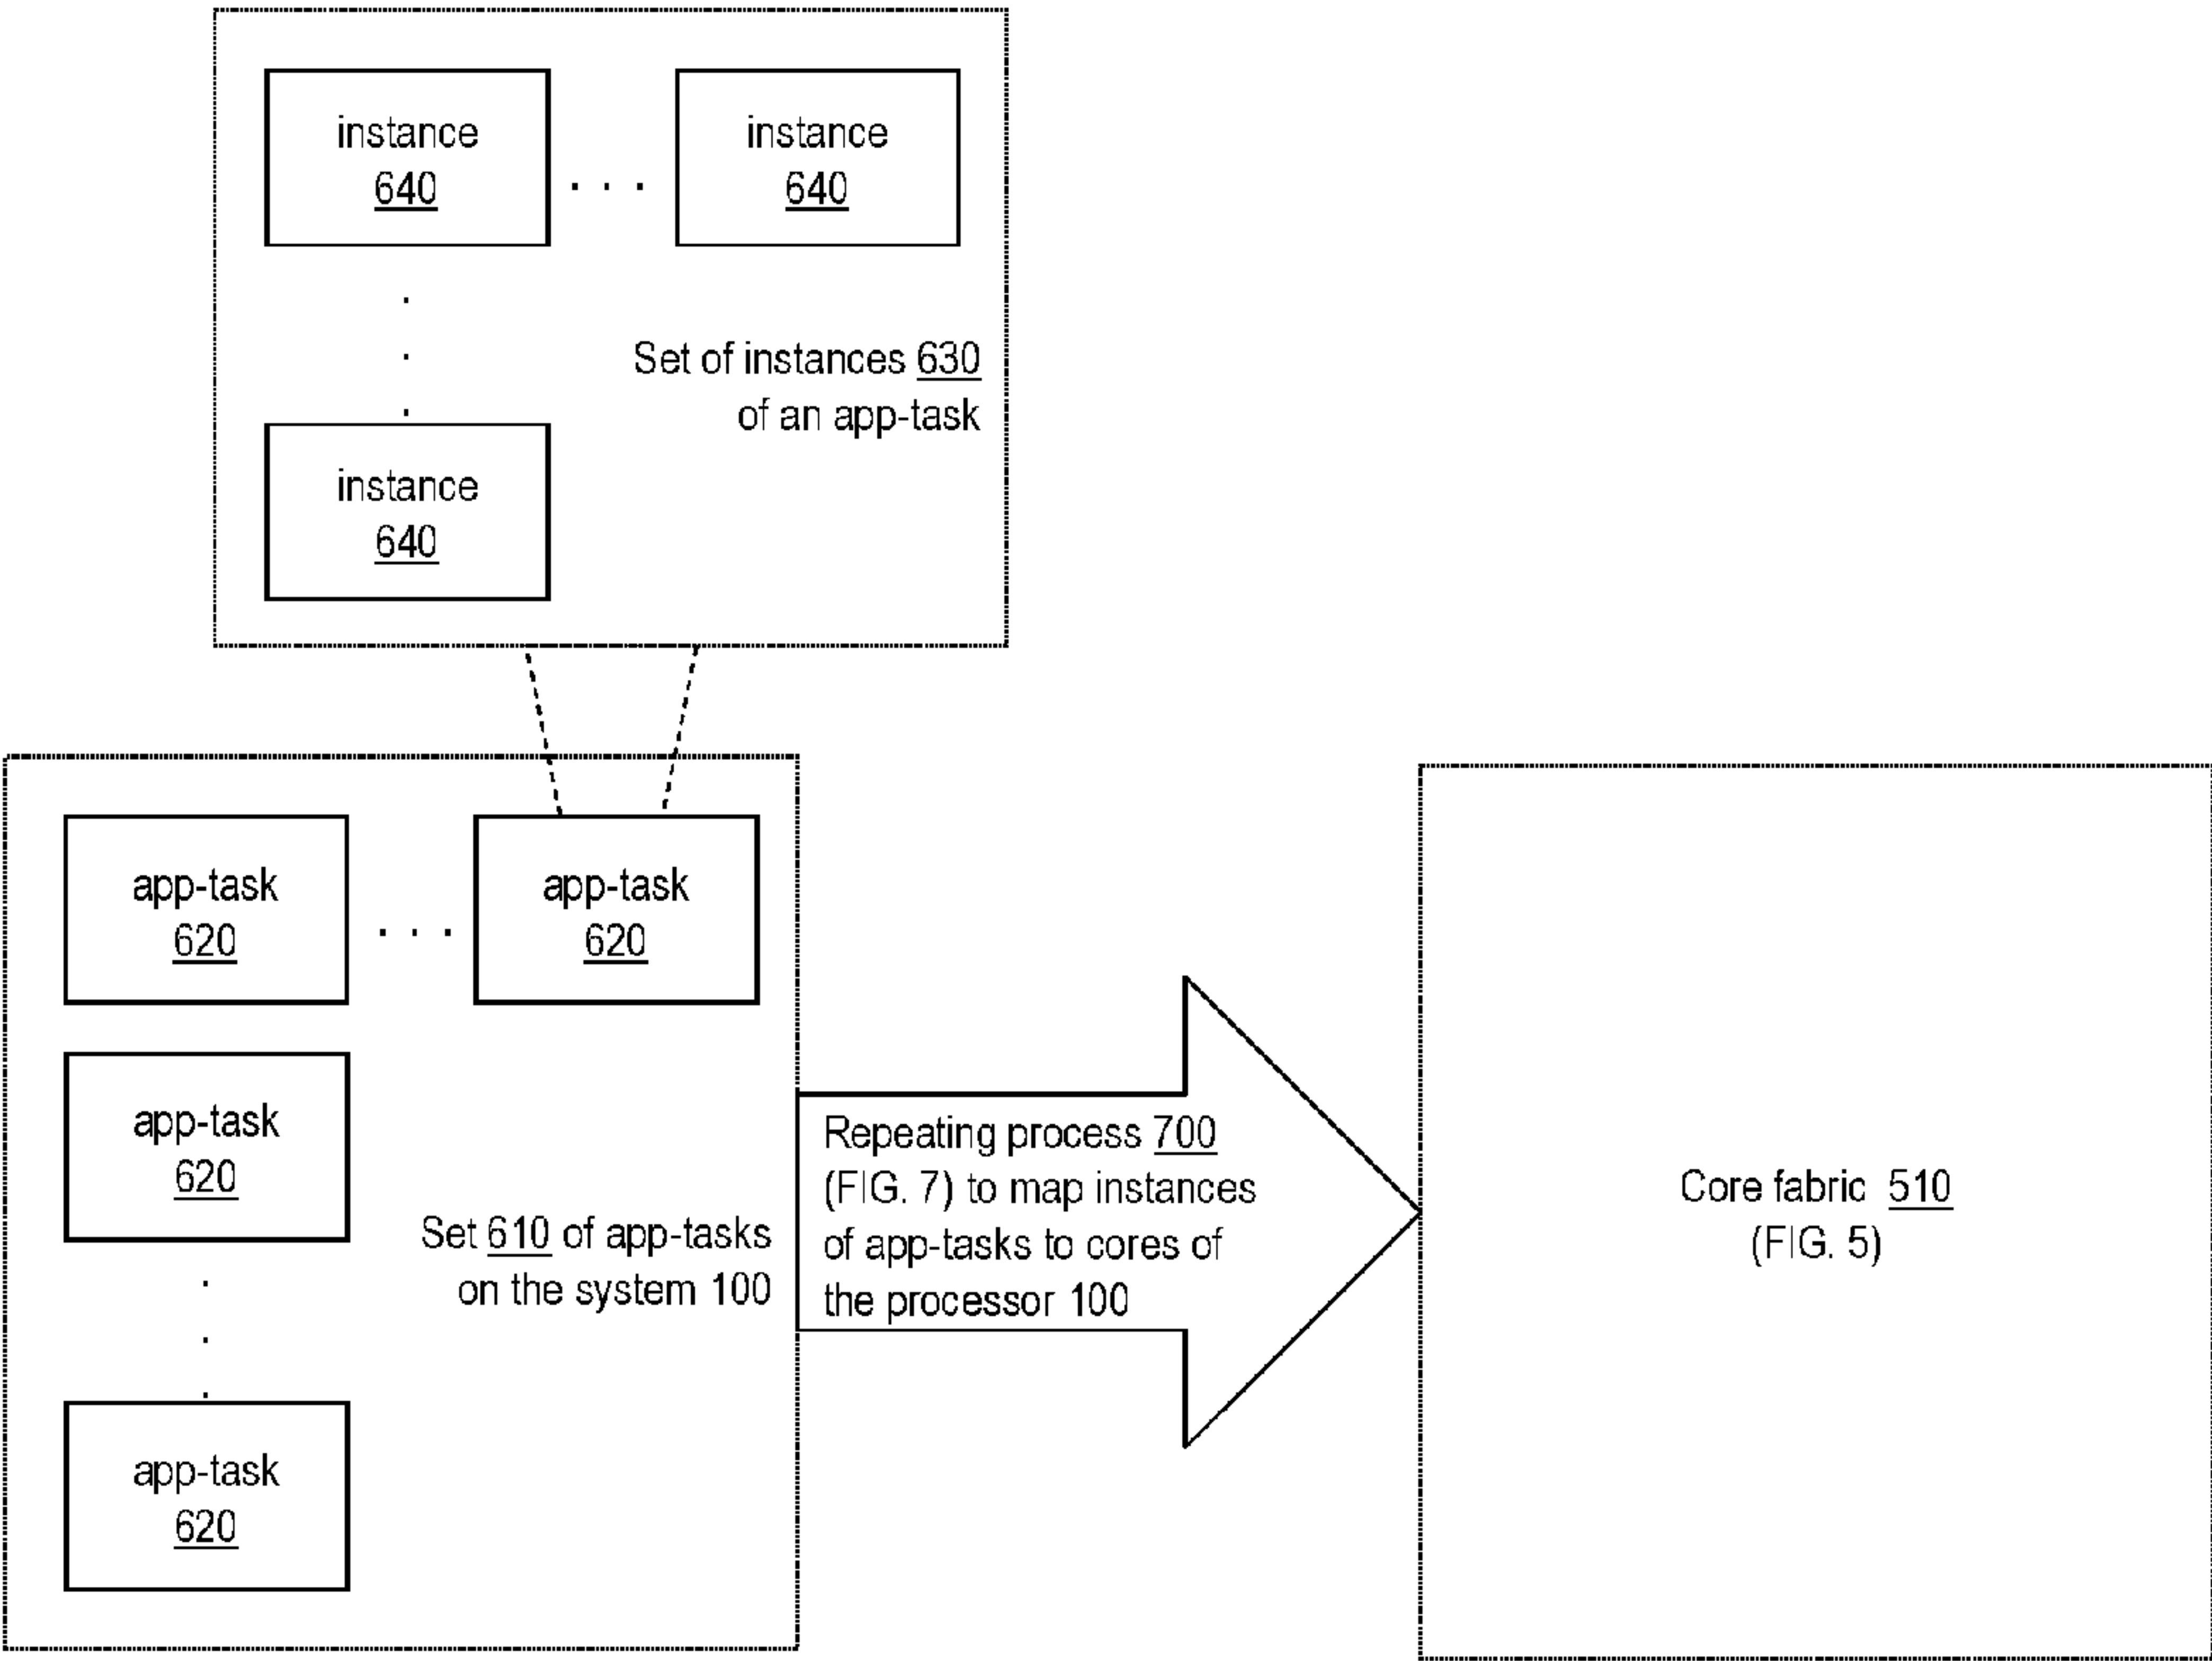 instance
640
. . .
instance
640
.
.
.
Set of instances 630
of an app-task
instance
640
app-task
620
. . .
app-task
620
app-task
620
.
.
.
Set 610 of app-tasks
on the system 100
app-task
620
Repeating process 700
(FIG. 7) to map instances
of app-tasks to cores of
the processor 100
Core fabric 510
(FIG. 5)